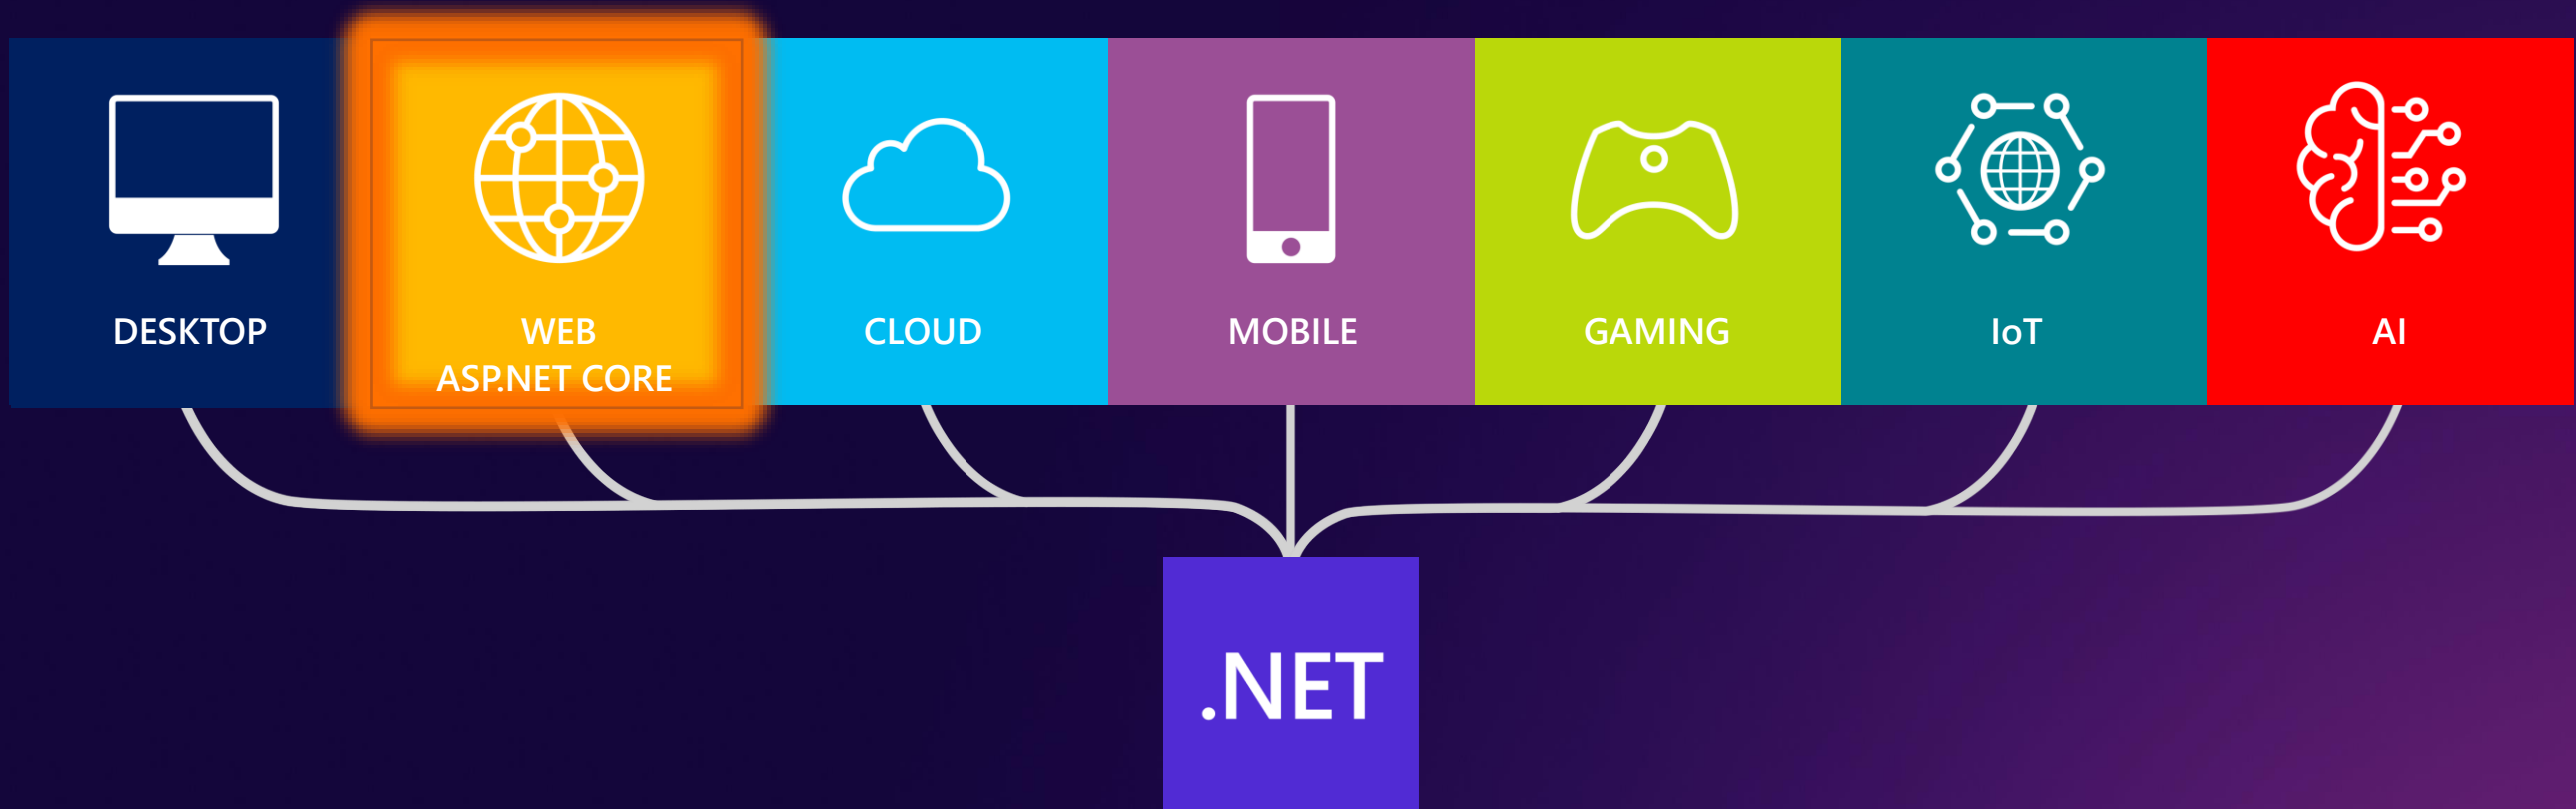 DESKTOP
WEB
ASP.NET CORE
CLOUD
MOBILE
GAMING
IoT
AI
.NET